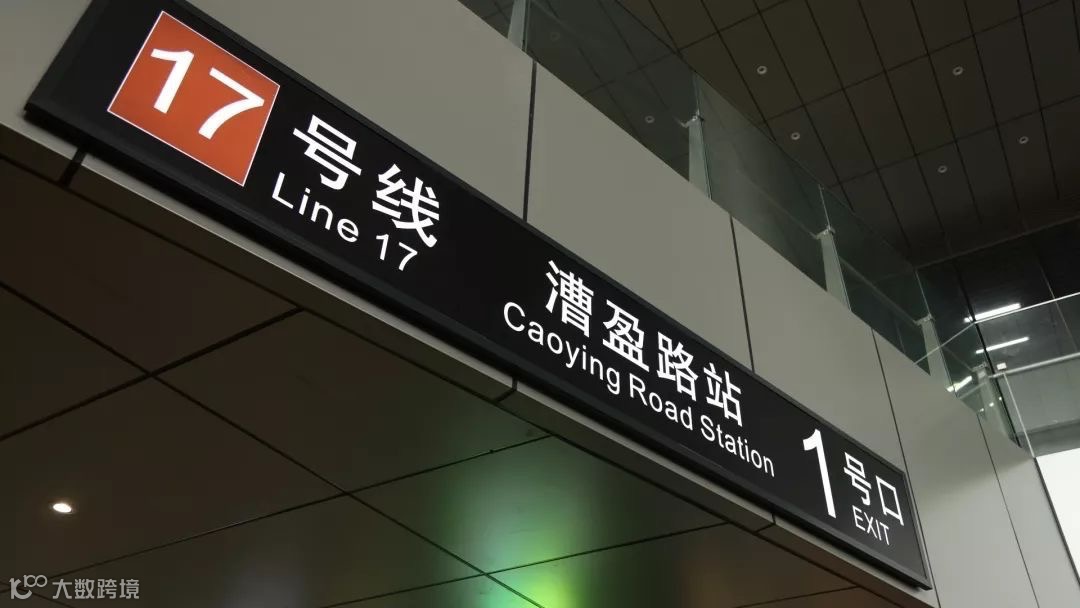 17 号线
Line 17
漕盈路站
Caoying Road Station
1 号口
EXIT
大数跨境